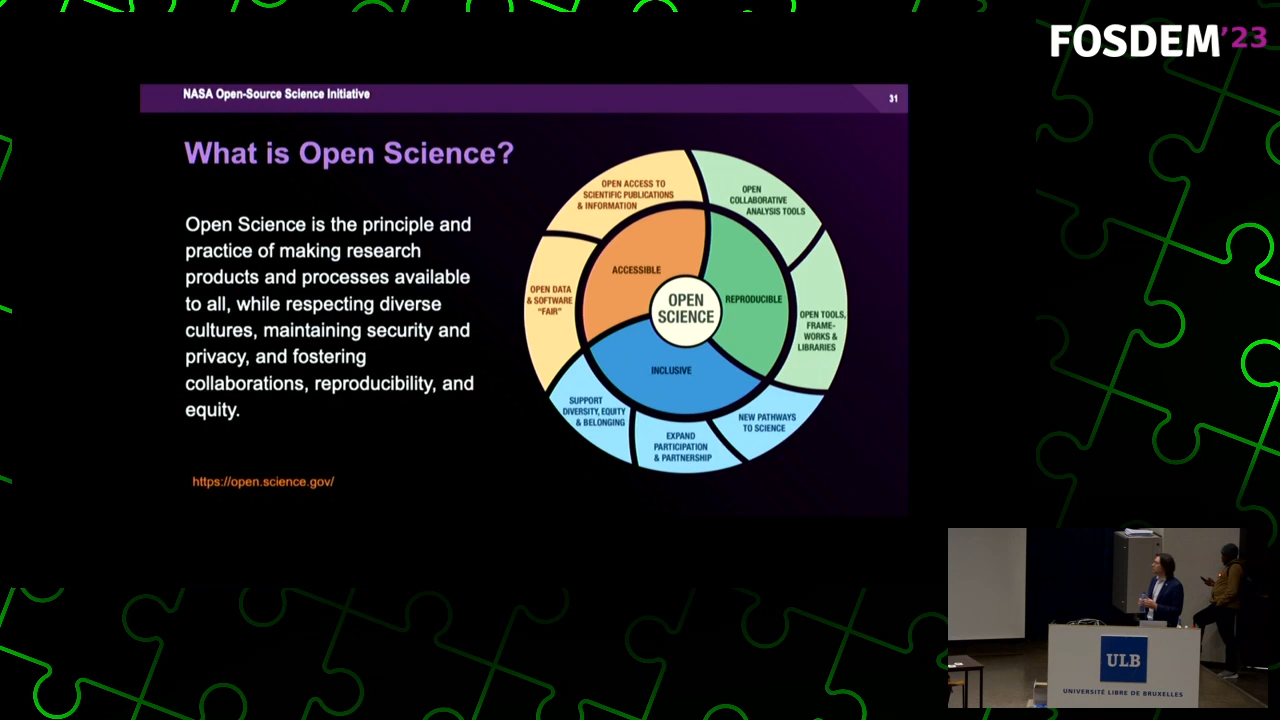 FOSDEM'23
NASA Open-Source Science Initiative
31
What is Open Science?
Open Science is the principle and
practice of making research
products and processes available
to all, while respecting diverse
cultures, maintaining security and
privacy, and fostering
collaborations, reproducibility, and
equity.
https://open.science.gov/
OPEN ACCESS TO
SCIENTIFIC PUBLICATIONS
& INFORMATION
OPEN
COLLABORATIVE
ANALYSIS TOOLS
ACCESSIBLE
OPEN DATA
& SOFTWARE
"FAIR"
OPEN
SCIENCE
REPRODUCIBLE
OPEN TOOLS,
FRAME-
WORKS &
LIBRARIES
INCLUSIVE
SUPPORT
DIVERSITY, EQUITY
& BELONGING
EXPAND
PARTICIPATION
& PARTNERSHIP
NEW PATHWAYS
TO SCIENCE
ULB
UNIVERSITÉ LIBRE DE BRUXELLES